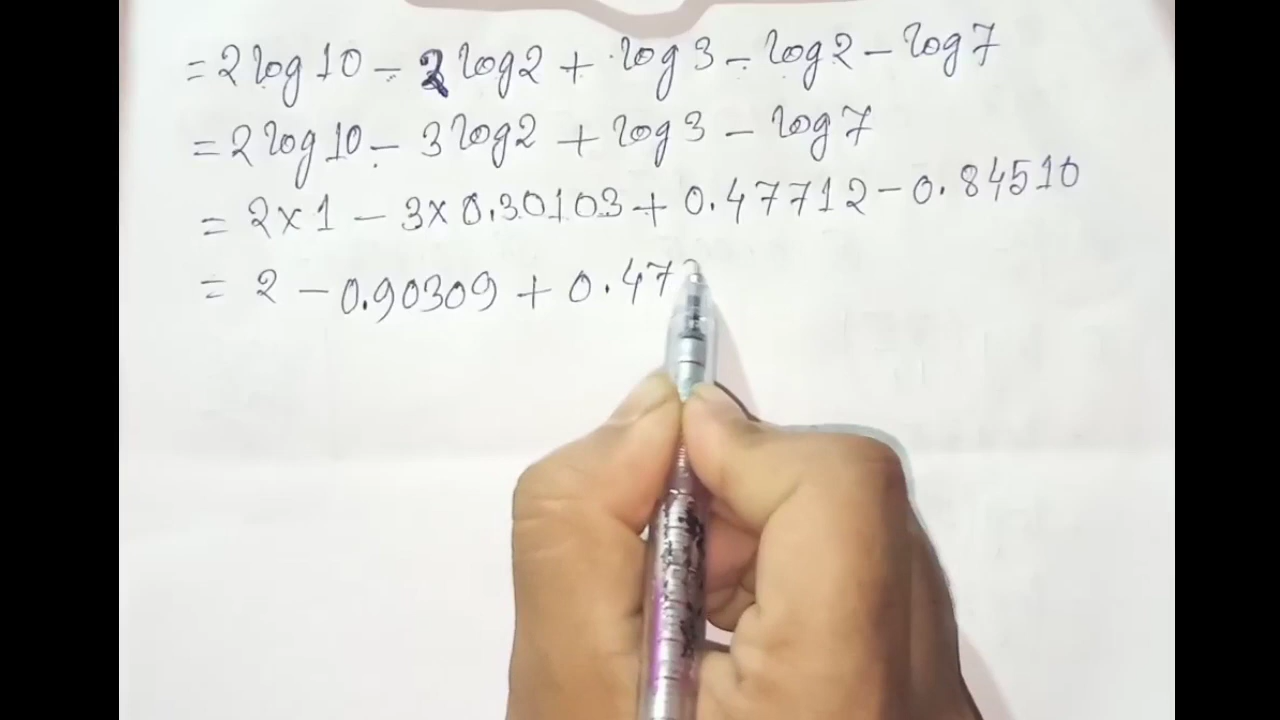 = 2 log 10 - 2 log 2 + log 3 - log 2 - log 7
= 2 log 10 - 3 log 2 + log 3 - log 7
= 2 × 1 - 3 × 0.30103 + 0.47712 - 0.84510
= 2 - 0.90309 + 0.47